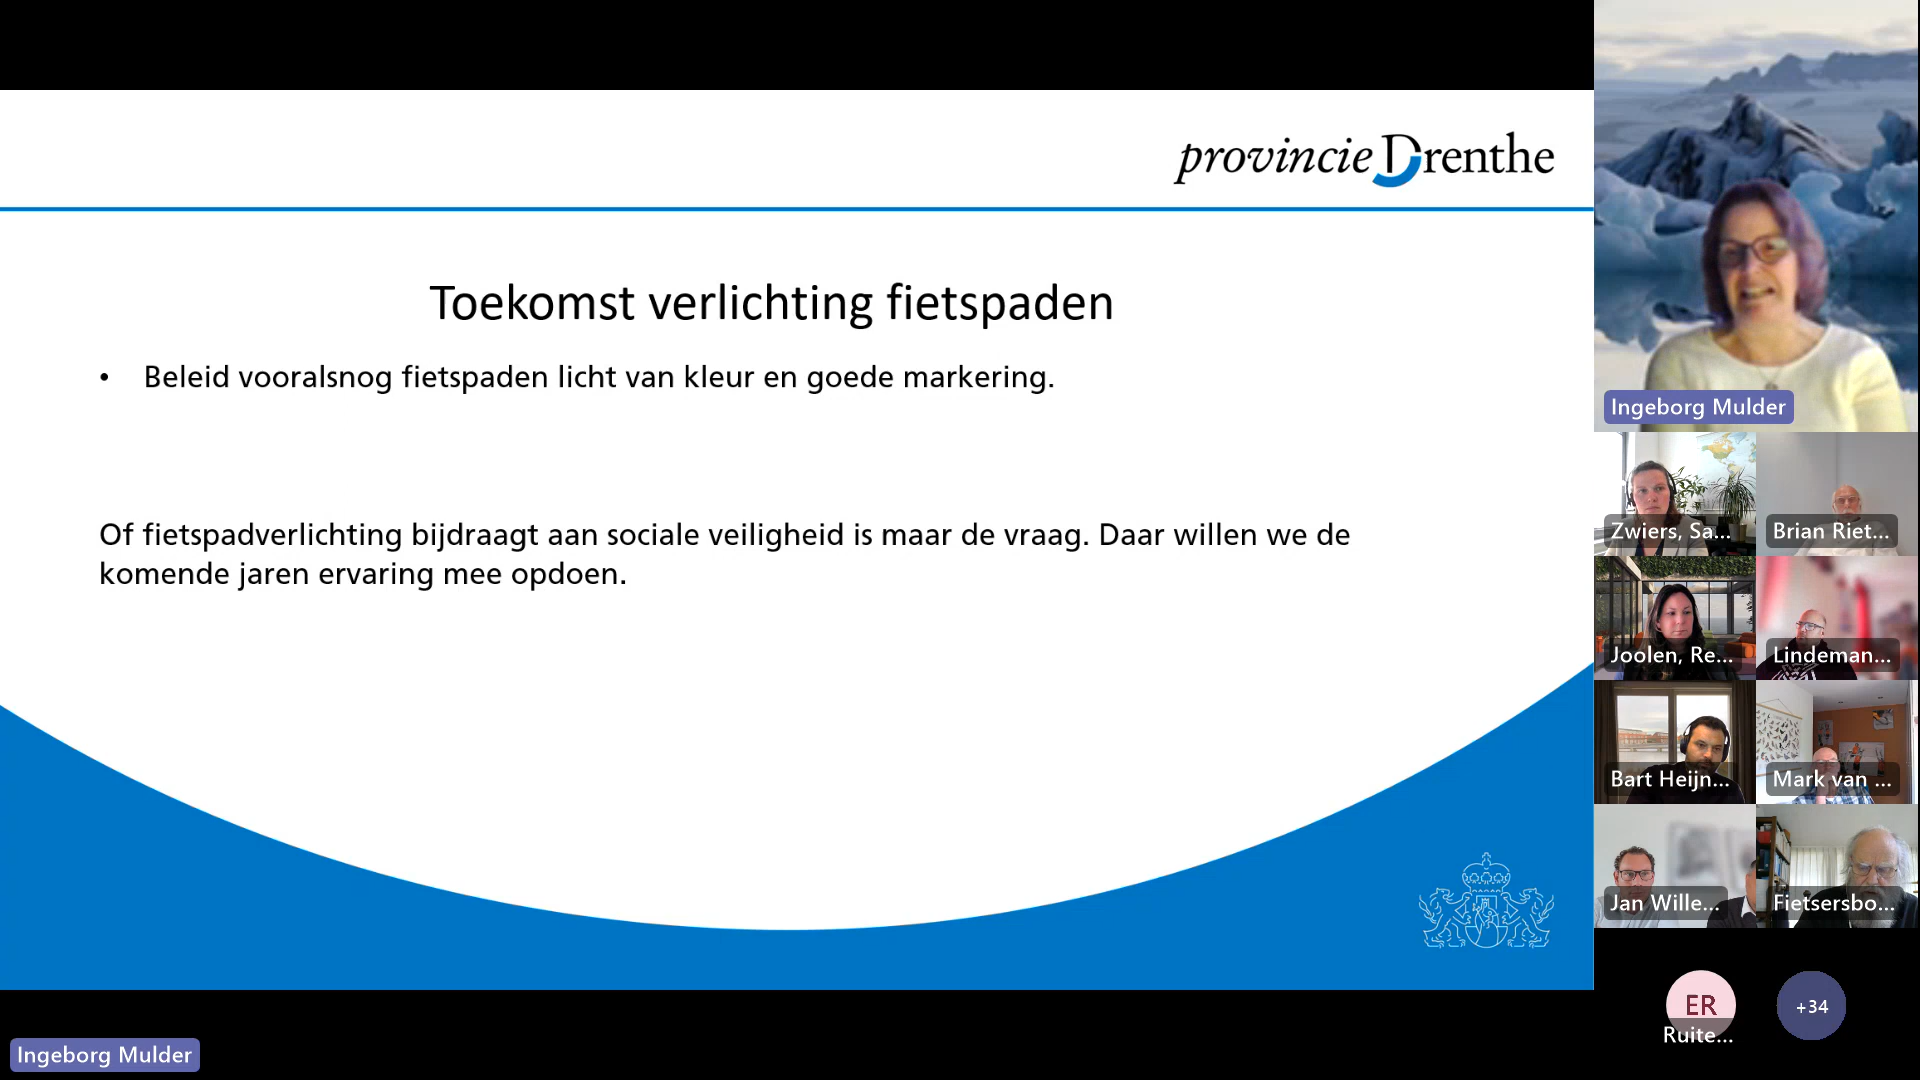 provincie Drenthe
Toekomst verlichting fietspaden
• Beleid vooralsnog fietspaden licht van kleur en goede markering.
Of fietspadverlichting bijdraagt aan sociale veiligheid is maar de vraag. Daar willen we de
komende jaren ervaring mee opdoen.
Ingeborg Mulder
Zwiers, Sa...
Brian Riet...
Joolen, Re...
Lindeman...
Bart Heijn...
Mark van ...
Jan Wille...
Fietsersbo...
ER
+34
Ruite...
Ingeborg Mulder